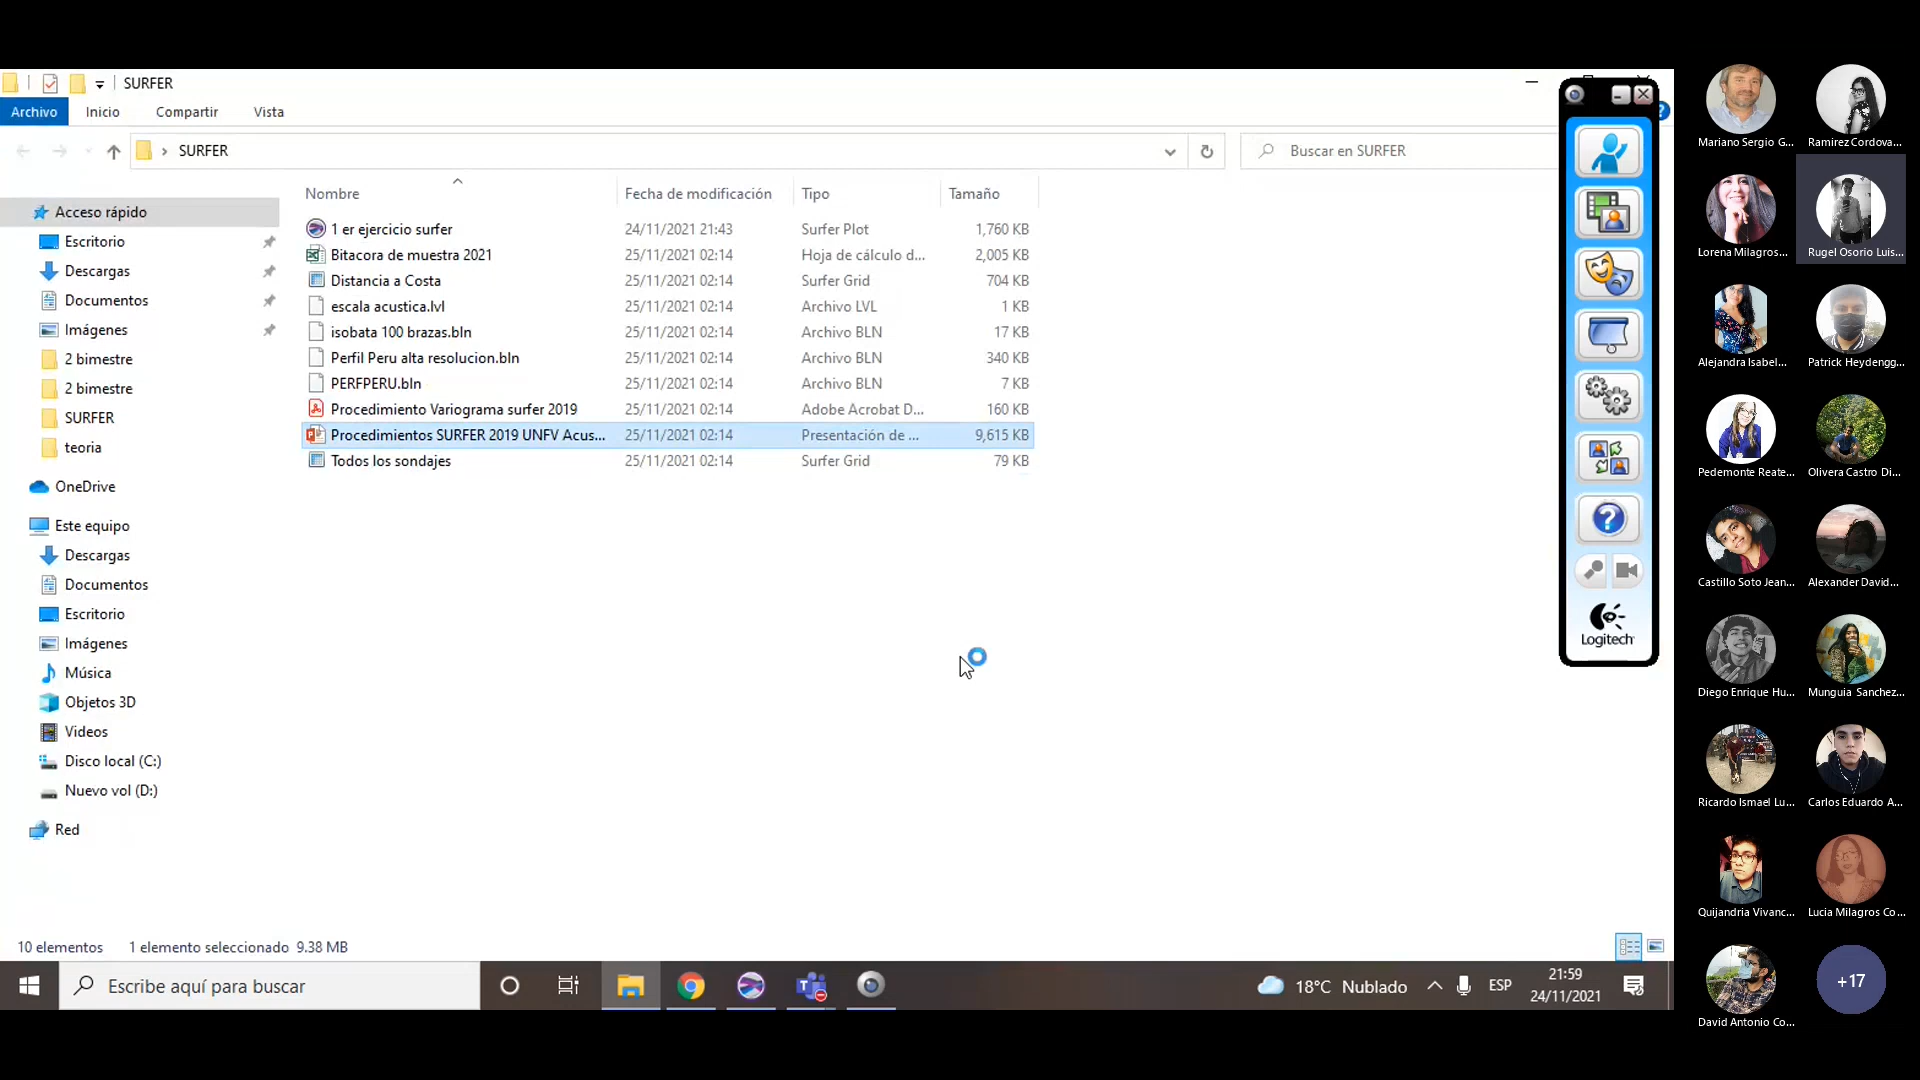 SURFER
Archivo Inicio Compartir Vista
SURFER
Buscar en SURFER
Nombre Fecha de modificación Tipo Tamaño
1 er ejercicio surfer 24/11/2021 21:43 Surfer Plot 1,760 KB
Bitacora de muestra 2021 25/11/2021 02:14 Hoja de cálculo d... 2,005 KB
Distancia a Costa 25/11/2021 02:14 Surfer Grid 704 KB
escala acustica.lvl 25/11/2021 02:14 Archivo LVL 1 KB
isobata 100 brazas.bln 25/11/2021 02:14 Archivo BLN 17 KB
Perfil Peru alta resolucion.bln 25/11/2021 02:14 Archivo BLN 340 KB
PERFPERU.bln 25/11/2021 02:14 Archivo BLN 7 KB
Procedimiento Variograma surfer 2019 25/11/2021 02:14 Adobe Acrobat D... 160 KB
Procedimientos SURFER 2019 UNFV Acus... 25/11/2021 02:14 Presentación de ... 9,615 KB
Todos los sondajes 25/11/2021 02:14 Surfer Grid 79 KB
Acceso rápido
Escritorio
Descargas
Documentos
Imágenes
2 bimestre
2 bimestre
SURFER
teoria
OneDrive
Este equipo
Descargas
Documentos
Escritorio
Imágenes
Música
Objetos 3D
Videos
Disco local (C:)
Nuevo vol (D:)
Red
10 elementos 1 elemento seleccionado 9.38 MB
Logitech
Escribe aquí para buscar
18°C Nublado
ESP
21:59
24/11/2021
Mariano Sergio G... Ramirez Cordova...
Lorena Milagros... Rugel Osorio Luis...
Alejandra Isabel... Patrick Heydengg...
Pedemonte Reate... Olivera Castro Di...
Castillo Soto Jean... Alexander David...
Diego Enrique Hu... Munguia Sanchez...
Ricardo Ismael Lu... Carlos Eduardo A...
Quijandria Vivanc... Lucia Milagros Co...
David Antonio Co... +17